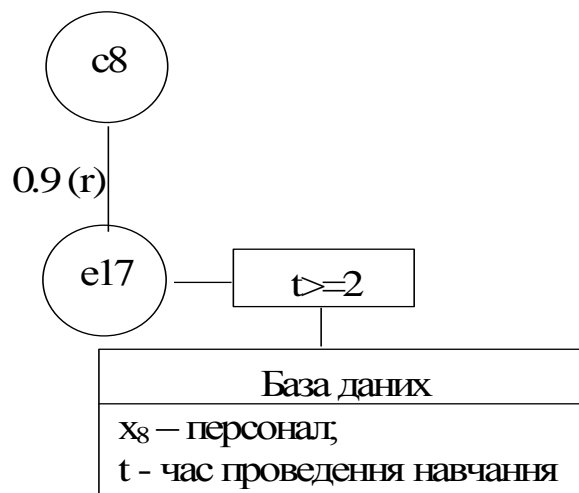 c8
0.9 (r)
e17
t>=2
База даних
x₈ – персонал;
t - час проведення навчання